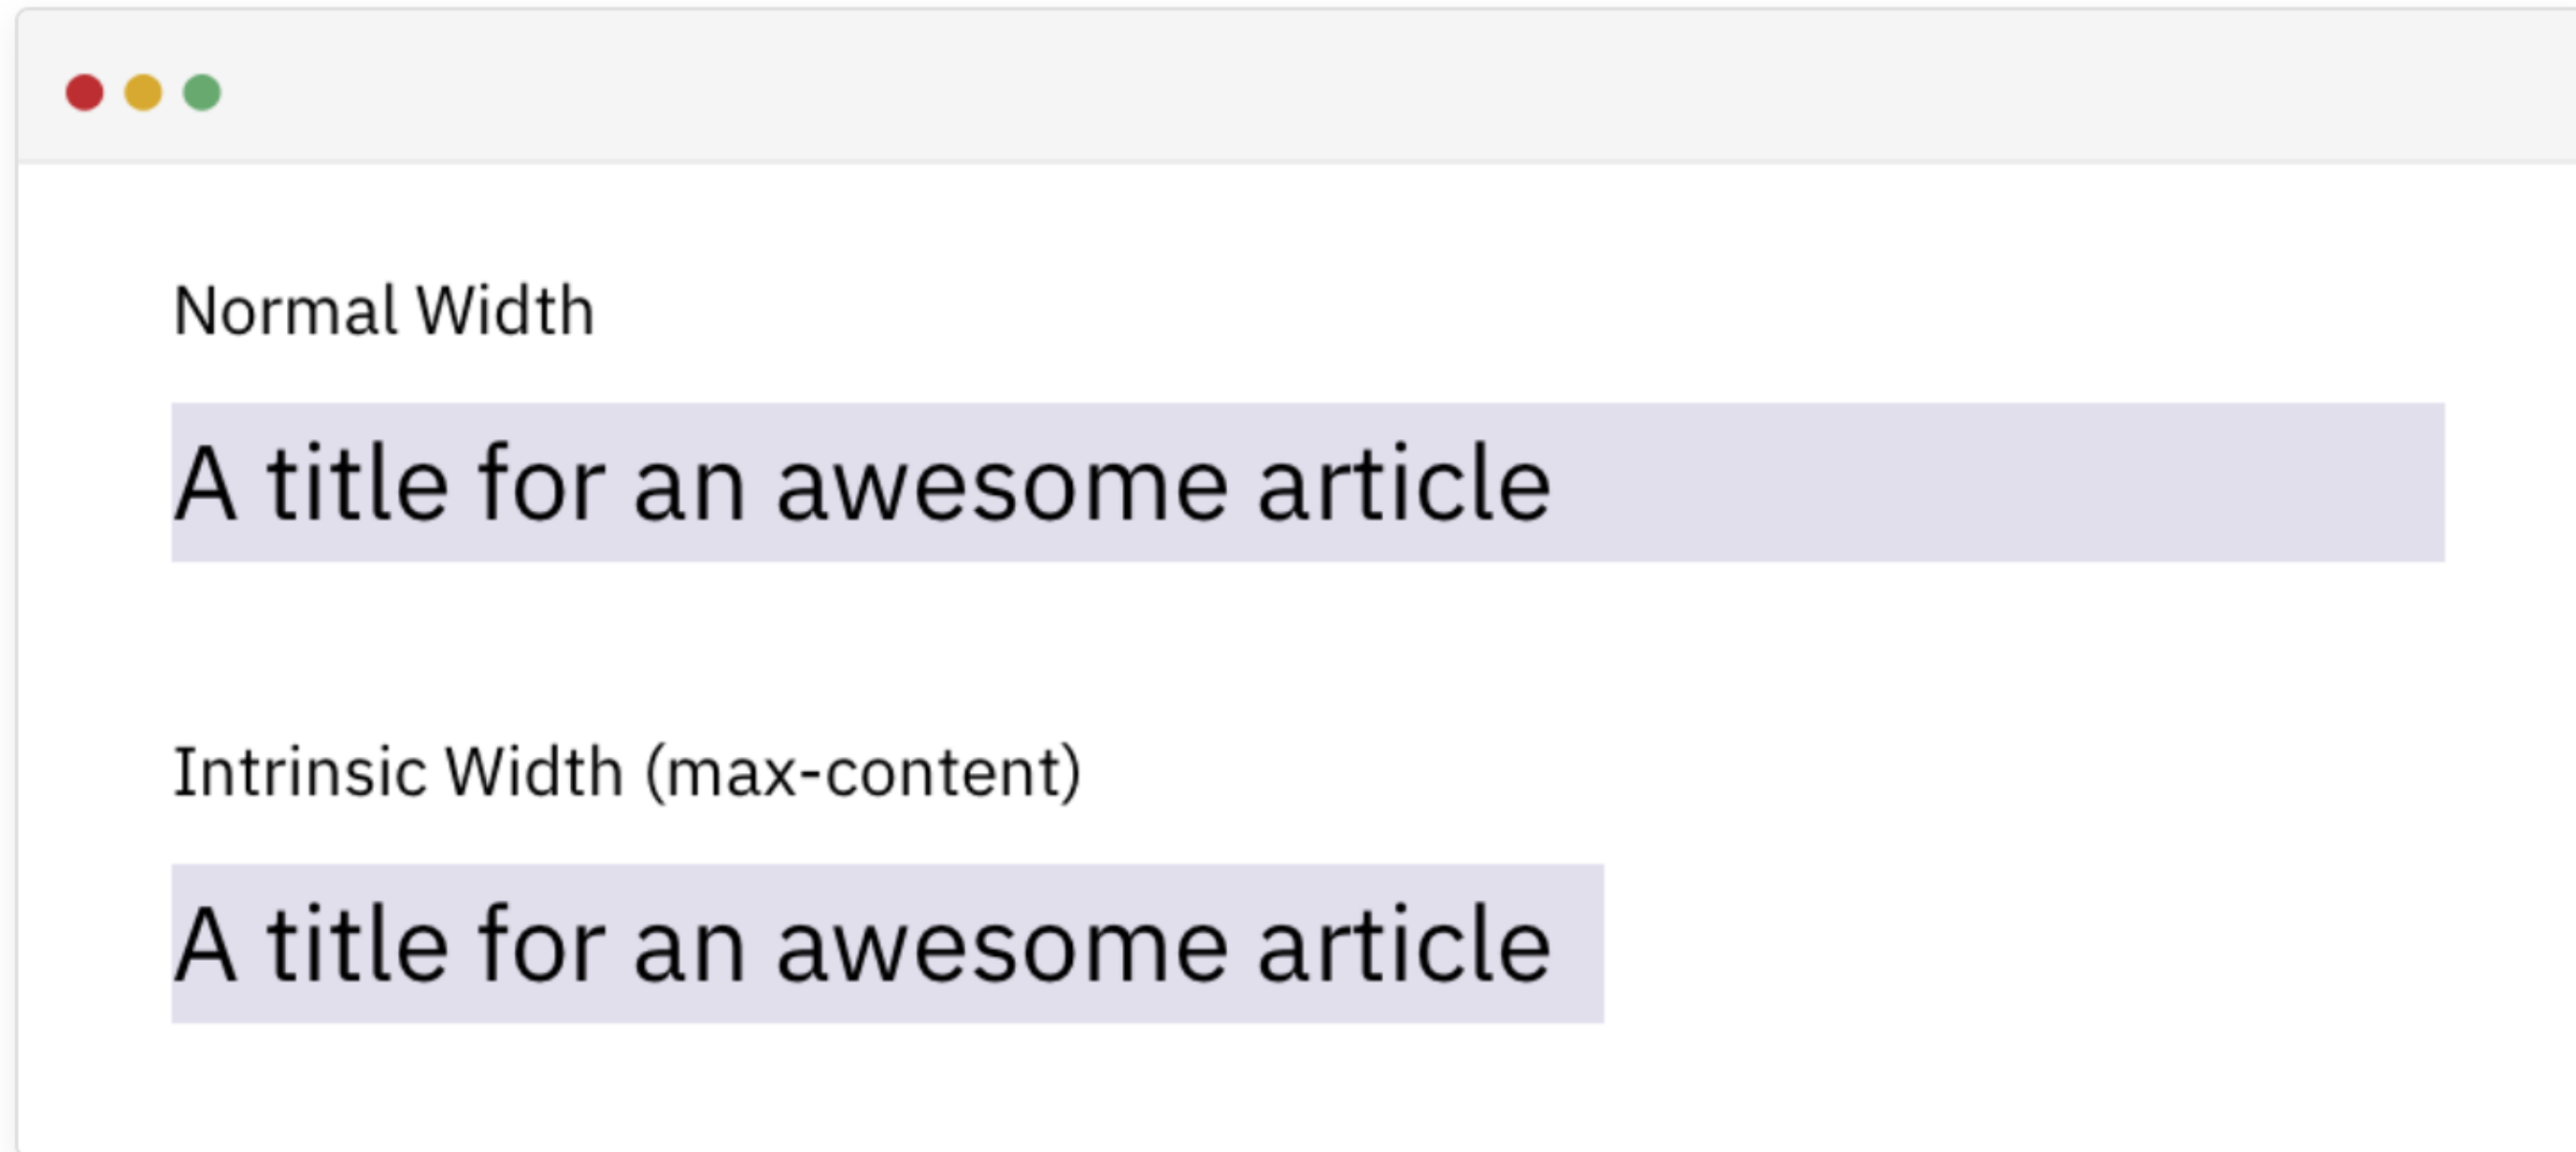 Normal Width
A title for an awesome article
Intrinsic Width (max-content)
A title for an awesome article